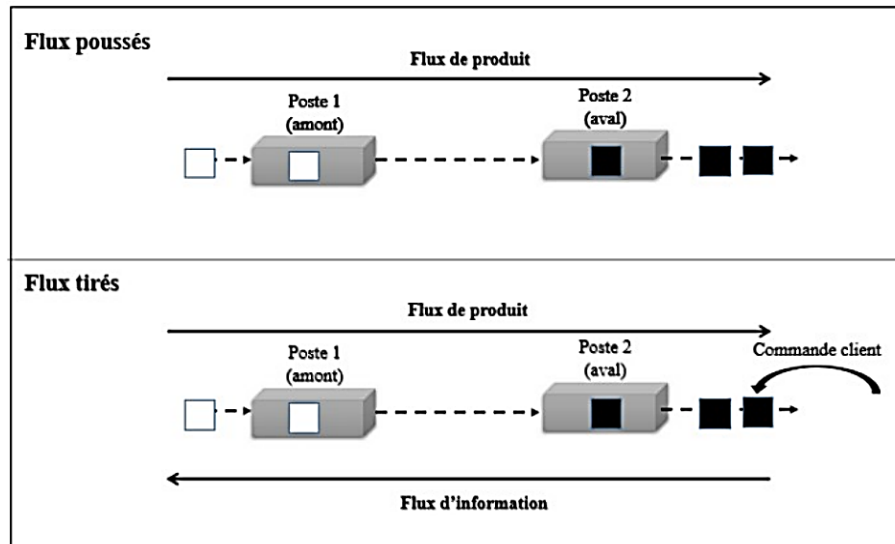 Flux poussés
Flux de produit
Poste 1
(amont)
Poste 2
(aval)
Flux tirés
Flux de produit
Poste 1
(amont)
Poste 2
(aval)
Commande client
Flux d’information